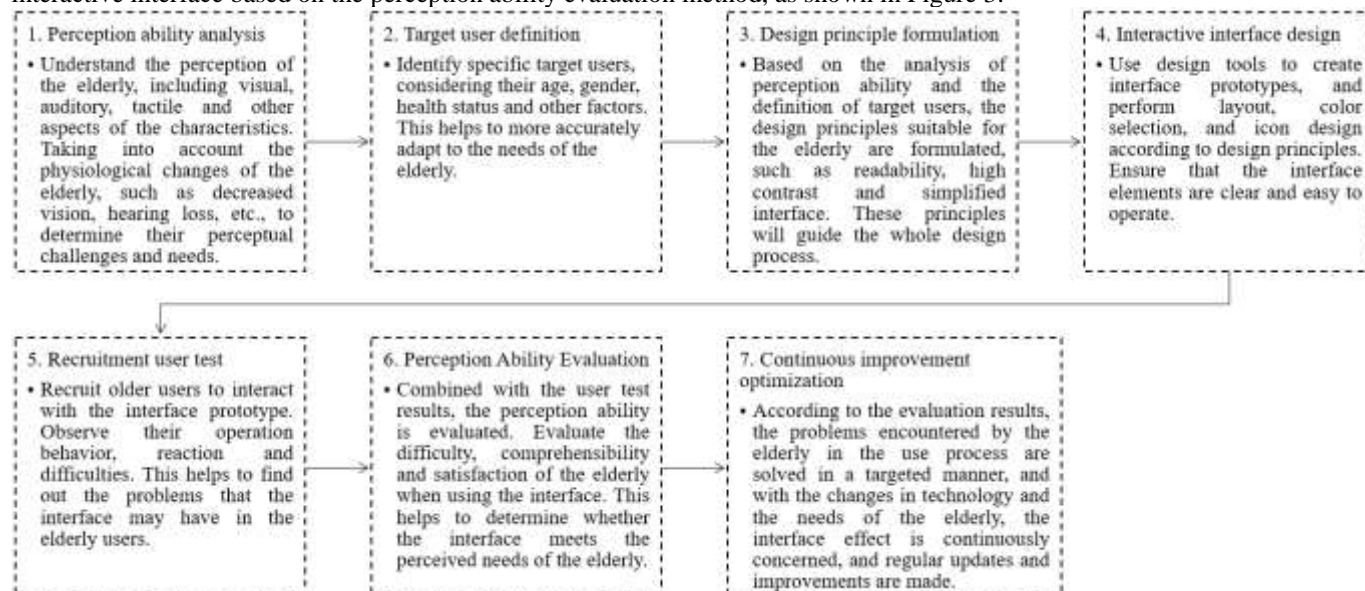 interactive interface based on the perception ability evaluation method, as shown in Figure 3.
1. Perception ability analysis
• Understand the perception of
the elderly, including visual,
auditory, tactile and other
aspects of the characteristics.
Taking into account the
physiological changes of the
elderly, such as decreased
vision, hearing loss, etc., to
determine their perceptual
challenges and needs.
2. Target user definition
• Identify specific target users,
considering their age, gender,
health status and other factors.
This helps to more accurately
adapt to the needs of the
elderly.
3. Design principle formulation
• Based on the analysis of
perception ability and the
definition of target users, the
design principles suitable for
the elderly are formulated,
such as readability, high
contrast and simplified
interface. These principles
will guide the whole design
process.
4. Interactive interface design
• Use design tools to create
interface prototypes, and
perform layout, color
selection, and icon design
according to design principles.
Ensure that the interface
elements are clear and easy to
operate.
5. Recruitment user test
• Recruit older users to interact
with the interface prototype.
Observe their operation
behavior, reaction and
difficulties. This helps to find
out the problems that the
interface may have in the
elderly users.
6. Perception Ability Evaluation
• Combined with the user test
results, the perception ability
is evaluated. Evaluate the
difficulty, comprehensibility
and satisfaction of the elderly
when using the interface. This
helps to determine whether
the interface meets the
perceived needs of the elderly.
7. Continuous improvement
optimization
• According to the evaluation results,
the problems encountered by the
elderly in the use process are
solved in a targeted manner, and
with the changes in technology and
the needs of the elderly, the
interface effect is continuously
concerned, and regular updates and
improvements are made.